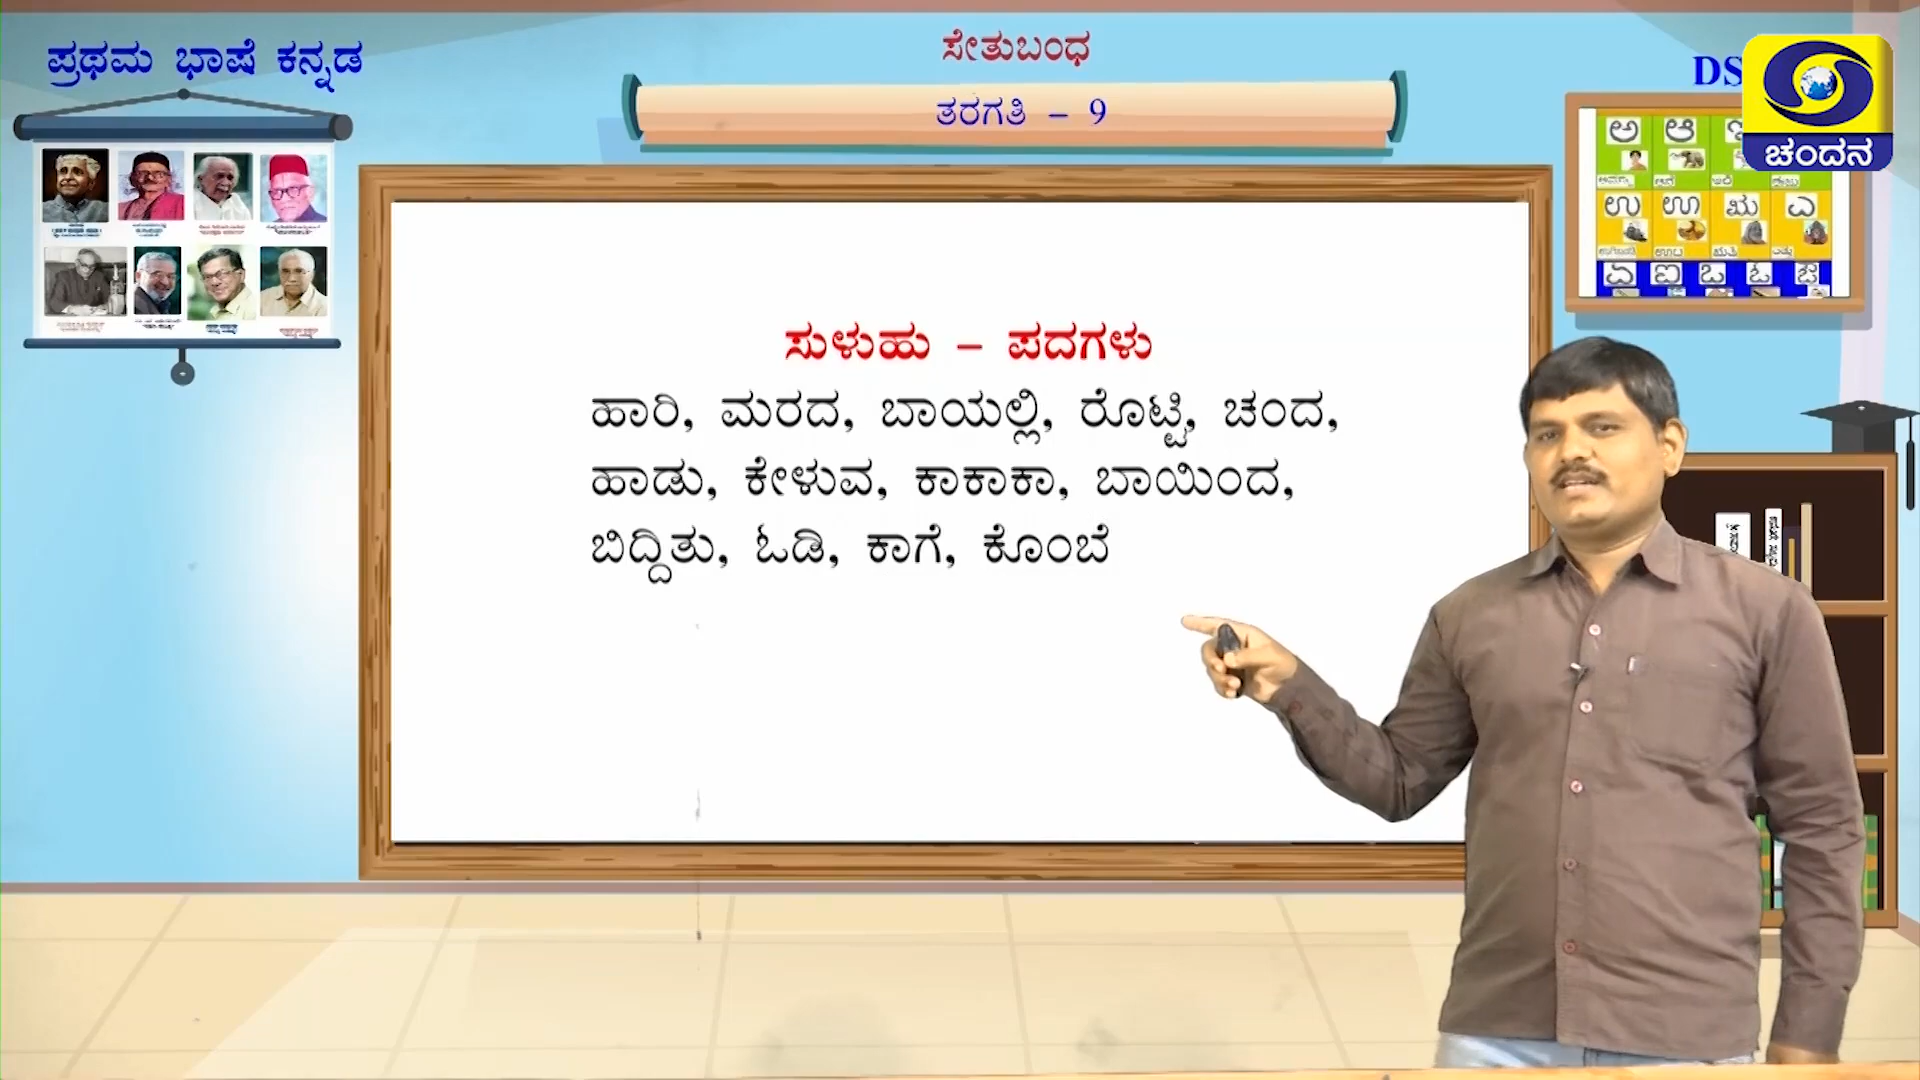 ಪ್ರಥಮ ಭಾಷೆ ಕನ್ನಡ
ಸೇತುಬಂಧ
ತರಗತಿ – 9
DS
ಚಂದನ
ಅ ಆ
ಉ ಊ ಋ ಎ
ಏ ಐ ಒ ಓ ಔ
ಸುಳುಹು – ಪದಗಳು
ಹಾರಿ, ಮರದ, ಬಾಯಲ್ಲಿ, ರೊಟ್ಟಿ, ಚಂದ,
ಹಾಡು, ಕೇಳುವ, ಕಾಕಾಕಾ, ಬಾಯಿಂದ,
ಬಿದ್ದಿತು, ಓಡಿ, ಕಾಗೆ, ಕೊಂಬೆ